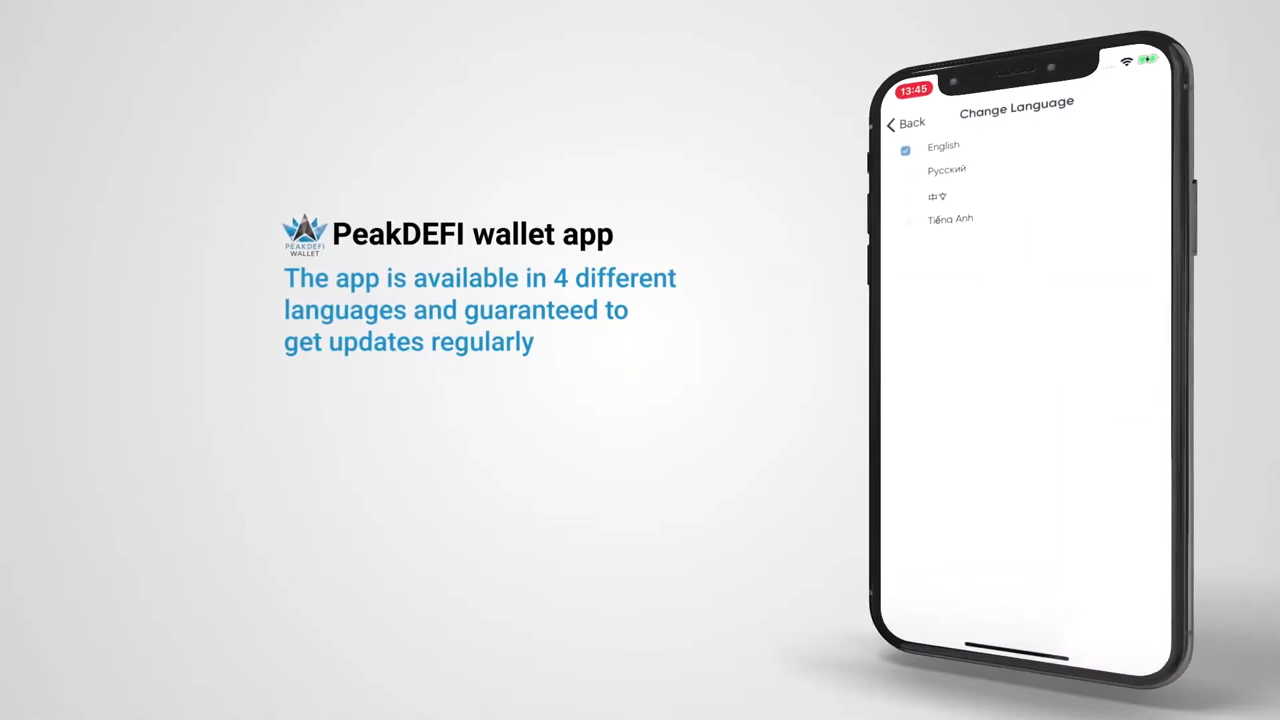 PEAKDEFI
WALLET
PeakDEFI wallet app
The app is available in 4 different
languages and guaranteed to
get updates regularly
13:45
Back
Change Language
English
Русский
中文
Tiếng Anh